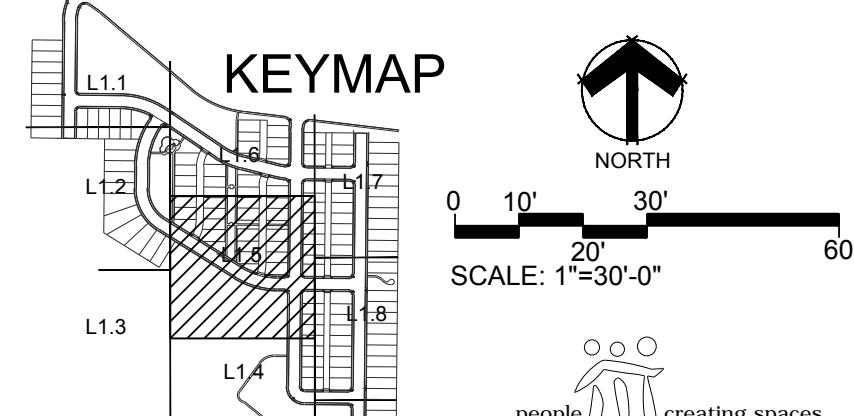 KEYMAP
L1.1
L1.6
L1.2
L1.7
L1.5
L1.3
L1.8
L1.4
NORTH
0 10' 30'
20' 60
SCALE: 1"=30'-0"
people creating spaces